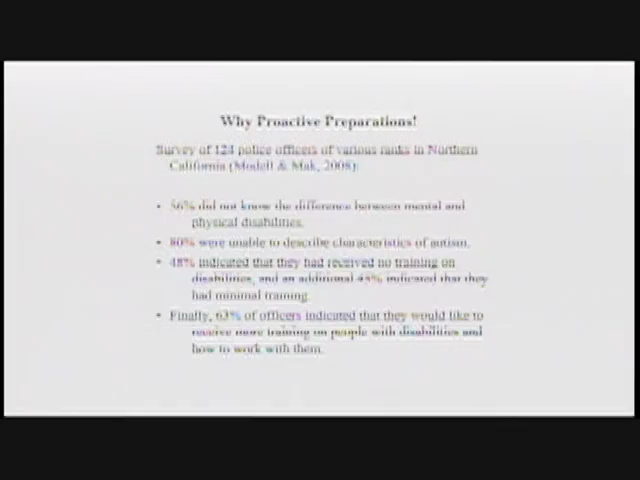 Why Proactive Preparations!
Survey of 124 police officers of various ranks in Northern
California (Modell & Mak, 2008):
• 56% did not know the difference between mental and
physical disabilities.
• 80% were unable to describe characteristics of autism.
• 48% indicated that they had received no training on
disabilities, and an additional 45% indicated that they
had minimal training.
• Finally, 63% of officers indicated that they would like to
receive more training on people with disabilities and
how to work with them.